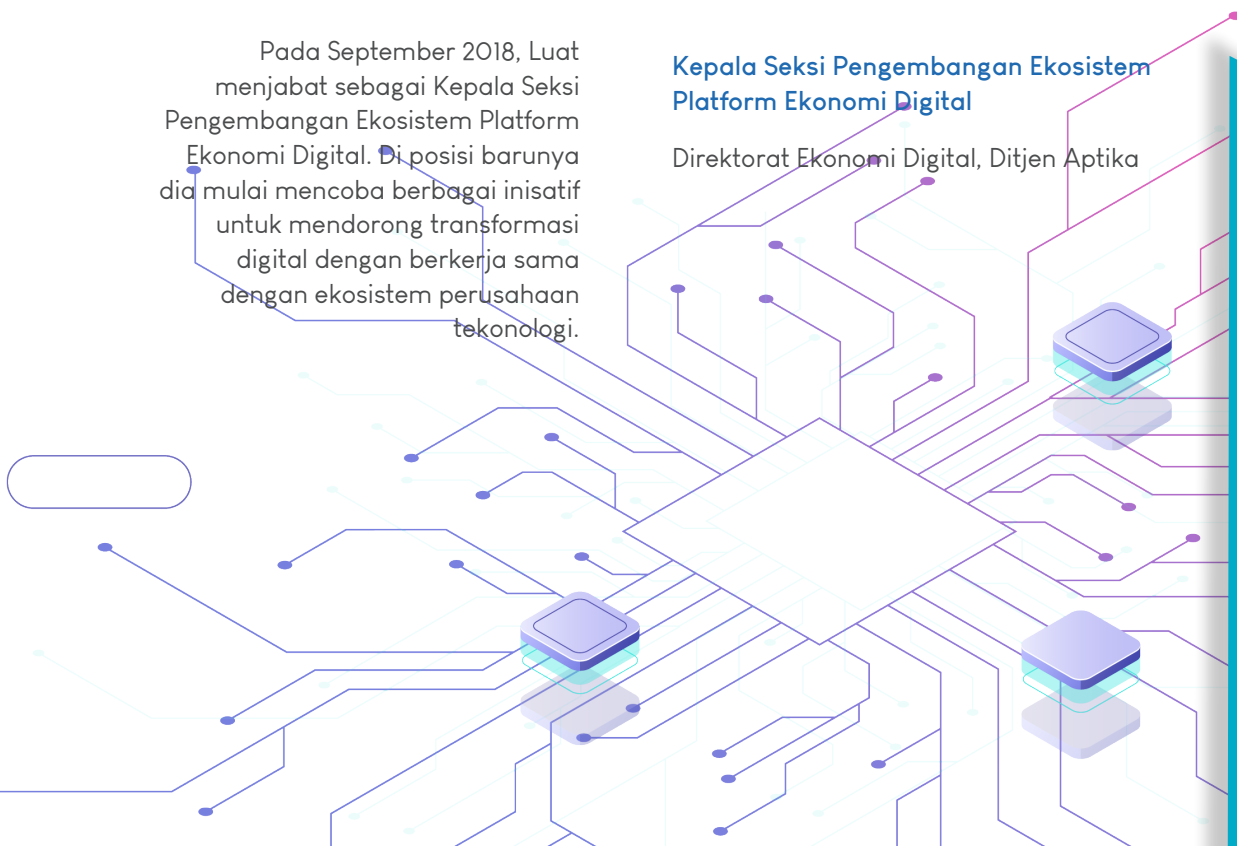 Pada September 2018, Luat
menjabat sebagai Kepala Seksi
Pengembangan Ekosistem Platform
Ekonomi Digital. Di posisi barunya
dia mulai mencoba berbagai inisatif
untuk mendorong transformasi
digital dengan berkerja sama
dengan ekosistem perusahaan
tekonologi.
Kepala Seksi Pengembangan Ekosistem
Platform Ekonomi Digital
Direktorat Ekonomi Digital, Ditjen Aptika